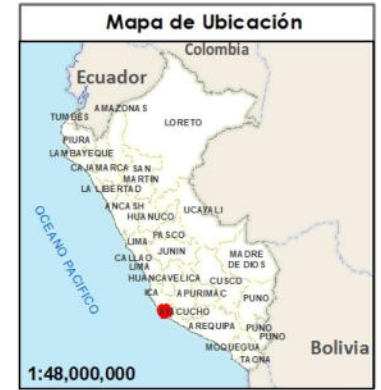 Mapa de Ubicación
Colombia
Ecuador
AMAZONAS
TUMBES
LORETO
PIURA
LAMBAYEQUE
CAJAMARCA SAN
MARTIN
LA LIBERTAD
ANCASH
UCAYALI
HUANUCO
PASCO
LIMA
JUNIN
MADRE
DE DIOS
CALLAO
LIMA
HUANCAVELICA
CUSCO
ICA
APURIMAC
PUNO
OCEANO PACIFICO
AYACUCHO
AREQUIPA
PUNO
PUNO
MOQUEGUA
Bolivia
TACNA
1:48,000,000